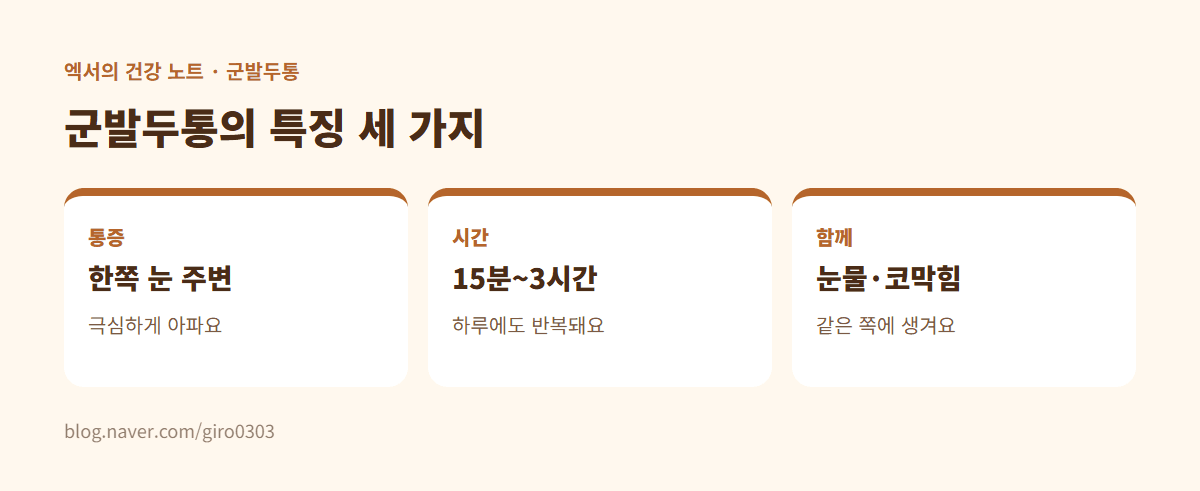 엑서의 건강 노트 · 군발두통
군발두통의 특징 세 가지
통증
한쪽 눈 주변
극심하게 아파요
시간
15분~3시간
하루에도 반복돼요
함께
눈물·코막힘
같은 쪽에 생겨요
blog.naver.com/giro0303